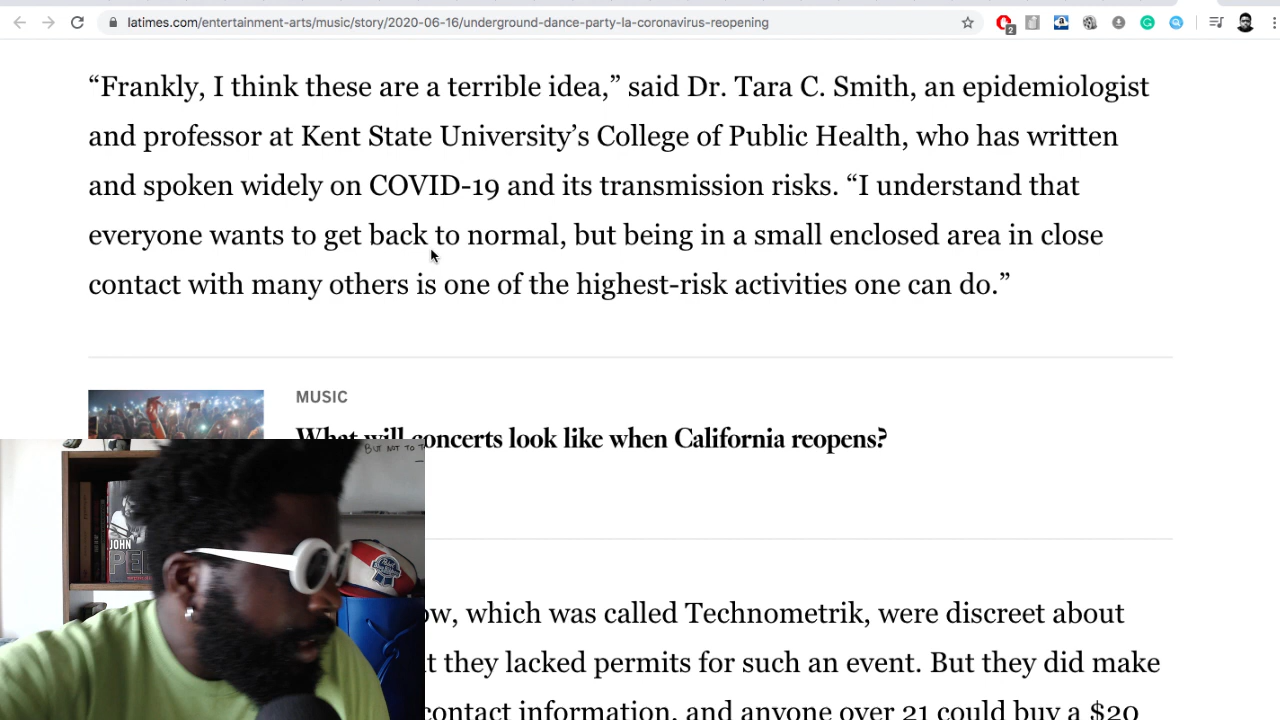 latimes.com/entertainment-arts/music/story/2020-06-16/underground-dance-party-la-coronavirus-reopening
2
“Frankly, I think these are a terrible idea,” said Dr. Tara C. Smith, an epidemiologist
and professor at Kent State University’s College of Public Health, who has written
and spoken widely on COVID-19 and its transmission risks. “I understand that
everyone wants to get back to normal, but being in a small enclosed area in close
contact with many others is one of the highest-risk activities one can do.”
MUSIC
What will concerts look like when California reopens?
BUT NOT TO
JOHN
ow, which was called Technometrik, were discreet about
t they lacked permits for such an event. But they did make
contact information, and anyone over 21 could buy a $20